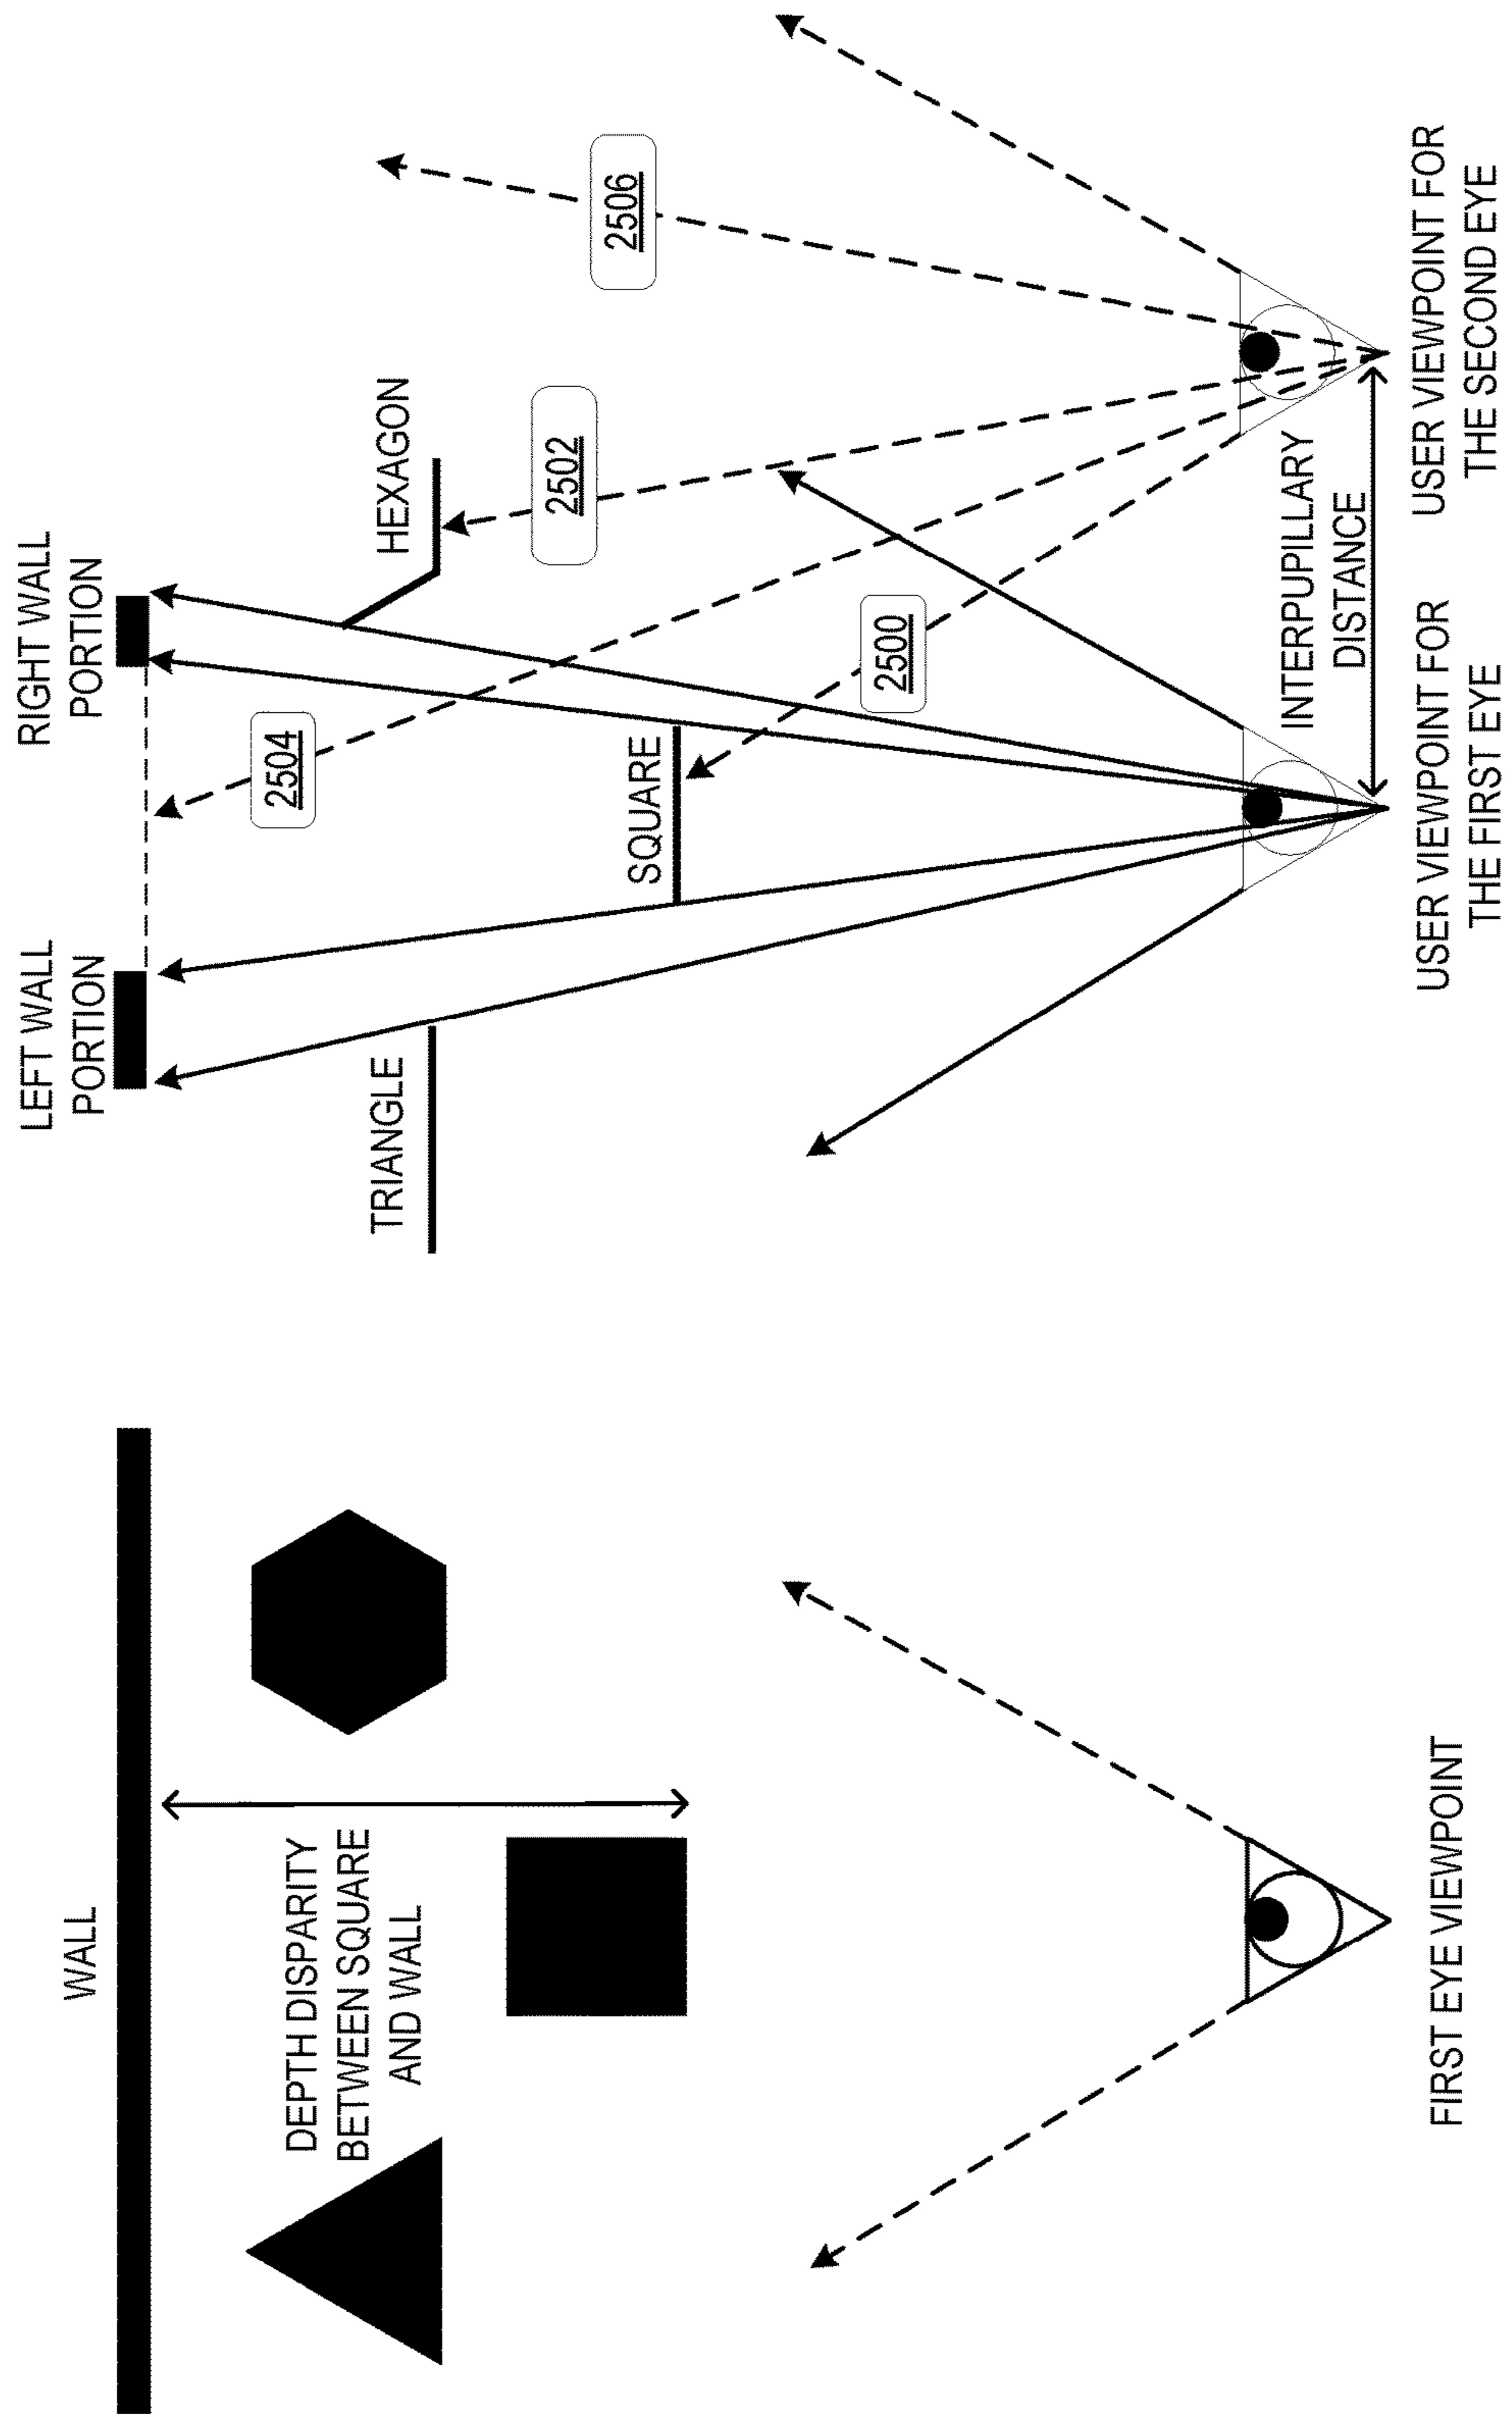 WALL
DEPTH DISPARITY
BETWEEN SQUARE
AND WALL
FIRST EYE VIEWPOINT
LEFT WALL
PORTION
RIGHT WALL
PORTION
TRIANGLE
HEXAGON
SQUARE
2504
2502
2506
2500
INTERPUPILLARY
DISTANCE
USER VIEWPOINT FOR
THE FIRST EYE
USER VIEWPOINT FOR
THE SECOND EYE